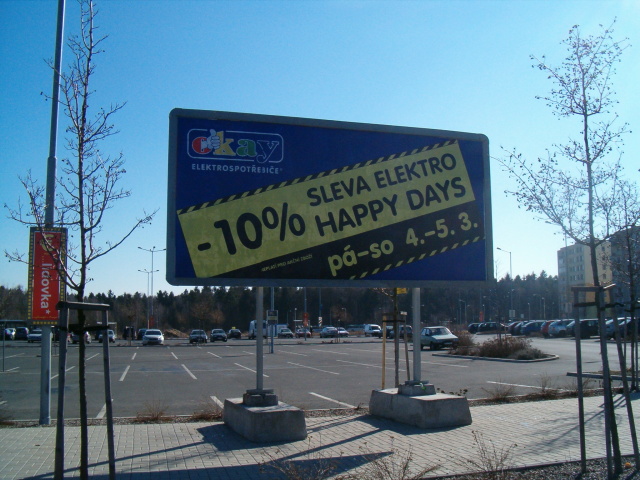 Okay
ELEKTROSPOTŘEBIČE
-10% SLEVA ELEKTRO
HAPPY DAYS
pá-so 4.-5. 3.
lidovka*